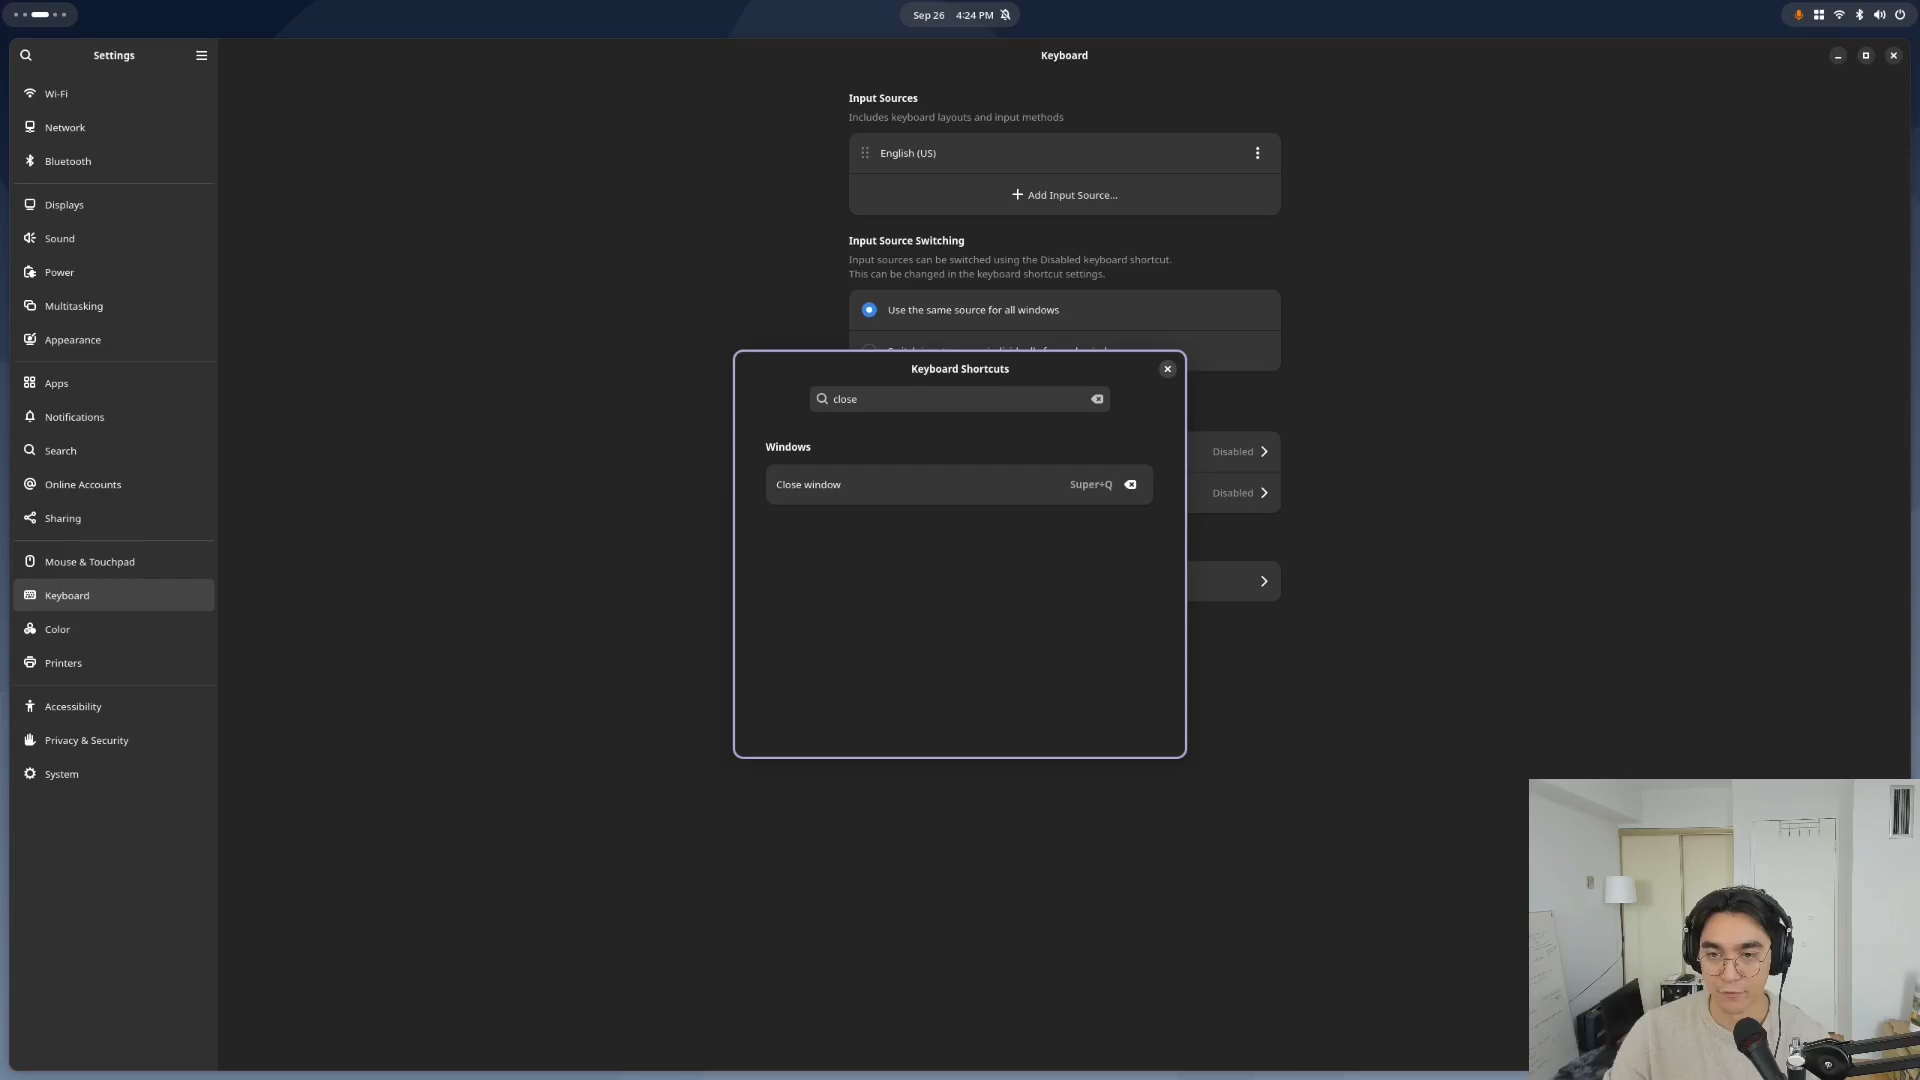 Sep 26 4:24 PM
Settings
Keyboard
Wi-Fi
Network
Bluetooth
Displays
Sound
Power
Multitasking
Appearance
Apps
Notifications
Search
Online Accounts
Sharing
Mouse & Touchpad
Keyboard
Color
Printers
Accessibility
Privacy & Security
System
Input Sources
Includes keyboard layouts and input methods
English (US)
Add Input Source...
Input Source Switching
Input sources can be switched using the Disabled keyboard shortcut.
This can be changed in the keyboard shortcut settings.
Use the same source for all windows
Disabled
Disabled
Keyboard Shortcuts
close
Windows
Close window Super+Q